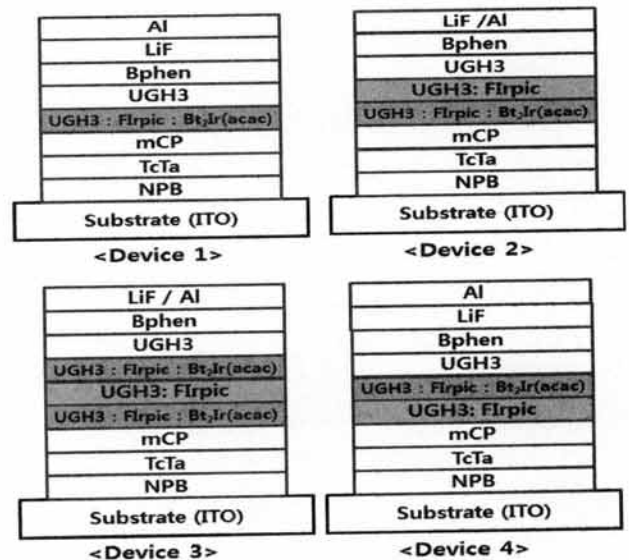 Al
LiF
Bphen
UGH3
UGH3 : FIrpic : Bt₂Ir(acac)
mCP
TcTa
NPB
Substrate (ITO)
<Device 1>
LiF /Al
Bphen
UGH3
UGH3: FIrpic
UGH3 : FIrpic : Bt₂Ir(acac)
mCP
TcTa
NPB
Substrate (ITO)
<Device 2>
LiF / Al
Bphen
UGH3
UGH3 : FIrpic : Bt₂Ir(acac)
UGH3: FIrpic
UGH3 : FIrpic : Bt₂Ir(acac)
mCP
TcTa
NPB
Substrate (ITO)
<Device 3>
Al
LiF
Bphen
UGH3
UGH3 : FIrpic : Bt₂Ir(acac)
UGH3: FIrpic
mCP
TcTa
NPB
Substrate (ITO)
<Device 4>